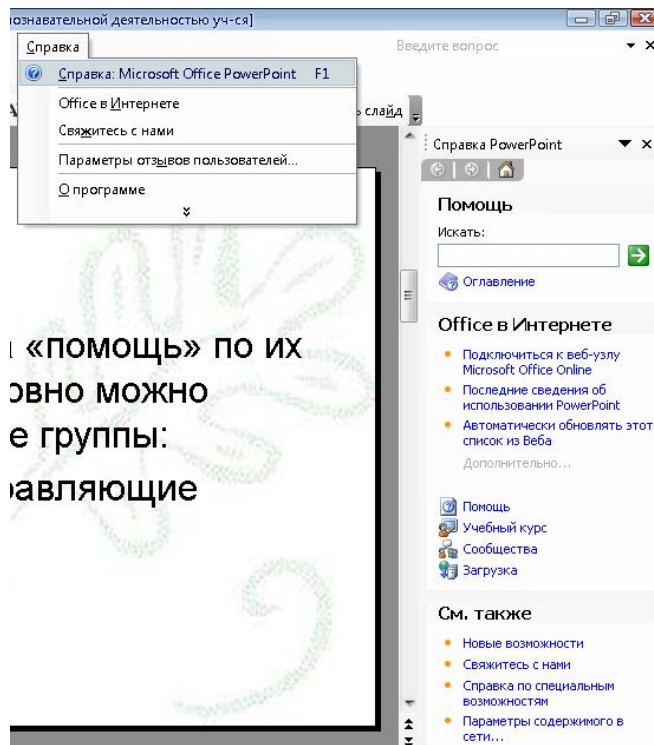 ознавательной деятельностью уч-ся]
Справка
Введите вопрос
Справка: Microsoft Office PowerPoint F1
Office в Интернете
Свяжитесь с нами
Параметры отзывов пользователей...
О программе
слайд
Справка PowerPoint
Помощь
Искать:
Оглавление
Office в Интернете
Подключиться к веб-узлу
Microsoft Office Online
Последние сведения об
использовании PowerPoint
Автоматически обновлять этот
список из Веба
Дополнительно...
Помощь
Учебный курс
Сообщества
Загрузка
См. также
Новые возможности
Свяжитесь с нами
Справка по специальным
возможностям
Параметры содержимого в
сети...
«помощь» по их
овно можно
е группы:
равляющие